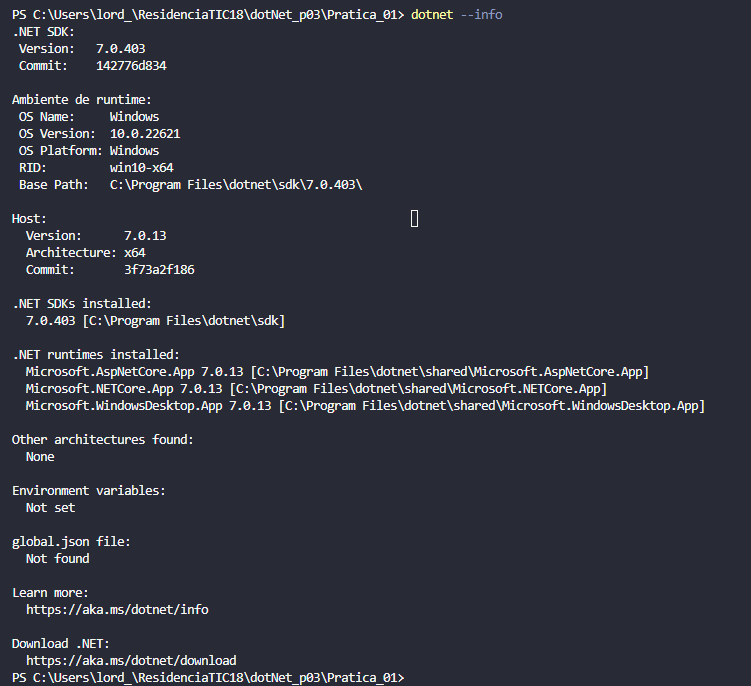 PS C:\Users\lord_\ResidenciaTIC18\dotNet_p03\Pratica_01> dotnet --info
.NET SDK:
Version: 7.0.403
Commit: 142776d834
Ambiente de runtime:
OS Name: Windows
OS Version: 10.0.22621
OS Platform: Windows
RID: win10-x64
Base Path: C:\Program Files\dotnet\sdk\7.0.403\
Host:
Version: 7.0.13
Architecture: x64
Commit: 3f73a2f186
.NET SDKs installed:
7.0.403 [C:\Program Files\dotnet\sdk]
.NET runtimes installed:
Microsoft.AspNetCore.App 7.0.13 [C:\Program Files\dotnet\shared\Microsoft.AspNetCore.App]
Microsoft.NETCore.App 7.0.13 [C:\Program Files\dotnet\shared\Microsoft.NETCore.App]
Microsoft.WindowsDesktop.App 7.0.13 [C:\Program Files\dotnet\shared\Microsoft.WindowsDesktop.App]
Other architectures found:
None
Environment variables:
Not set
global.json file:
Not found
Learn more:
https://aka.ms/dotnet/info
Download .NET:
https://aka.ms/dotnet/download
PS C:\Users\lord_\ResidenciaTIC18\dotNet_p03\Pratica_01>